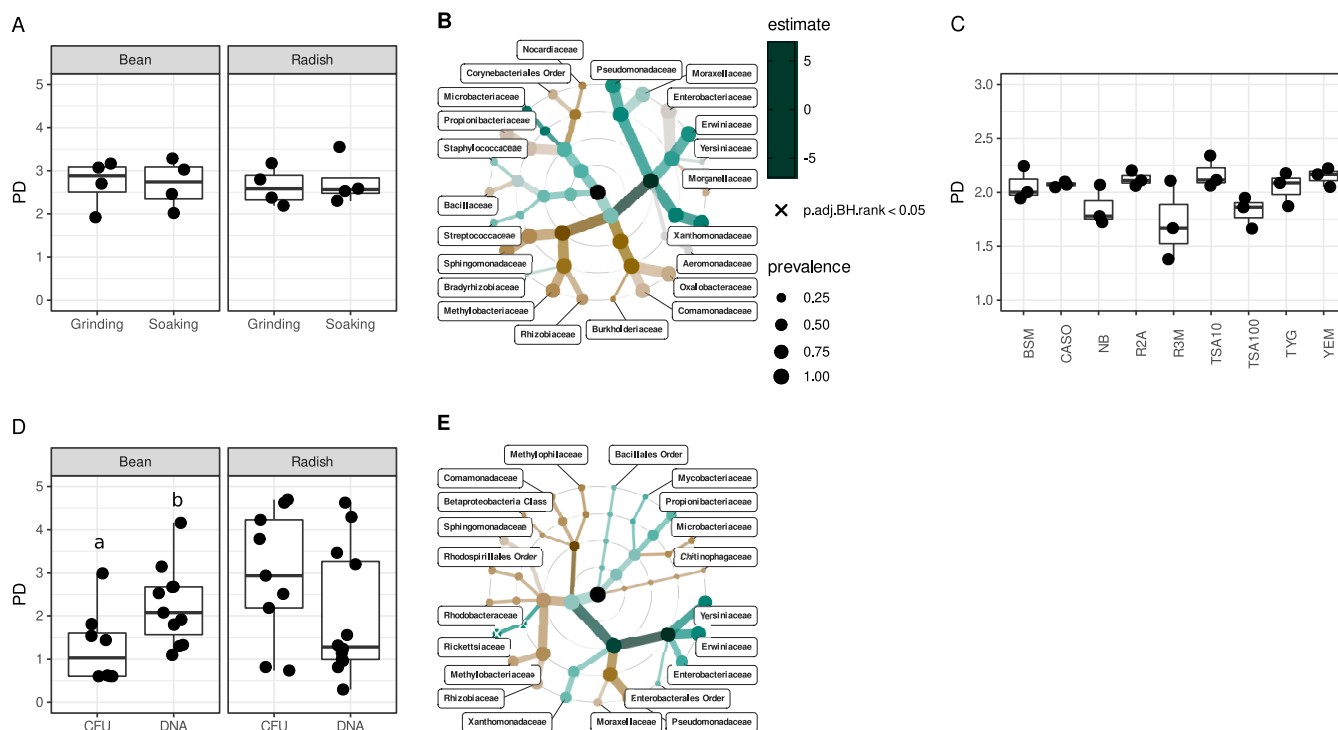 A
Bean
Radish
PD
5
4
3
2
1
0
Grinding
Soaking
Grinding
Soaking
B
Nocardiaceae
Corynebacteriales Order
Microbacteriaceae
Propionibacteriaceae
Staphylococcaceae
Bacillaceae
Streptococcaceae
Sphingomonadaceae
Bradyrhizobiaceae
Methylobacteriaceae
Rhizobiaceae
Burkholderiaceae
Pseudomonadaceae
Moraxellaceae
Enterobacteriaceae
Erwiniaceae
Yersiniaceae
Morganellaceae
Xanthomonadaceae
Aeromonadaceae
Oxalobacteraceae
Comamonadaceae
estimate
5
0
-5
p.adj.BH.rank < 0.05
prevalence
0.25
0.50
0.75
1.00
C
PD
3.0
2.5
2.0
1.5
1.0
BSM
CASO
NB
R2A
R3M
TSA10
TSA100
TYG
YEM
D
Bean
Radish
PD
5
4
3
2
1
0
a
b
CFU
DNA
CFU
DNA
E
Methylophilaceae
Comamonadaceae
Betaproteobacteria Class
Sphingomonadaceae
Rhodospirillales Order
Rhodobacteraceae
Rickettsiaceae
Methylobacteriaceae
Rhizobiaceae
Xanthomonadaceae
Moraxellaceae
Bacillales Order
Mycobacteriaceae
Propionibacteriaceae
Microbacteriaceae
Chitinophagaceae
Yersiniaceae
Erwiniaceae
Enterobacteriaceae
Enterobacterales Order
Pseudomonadaceae